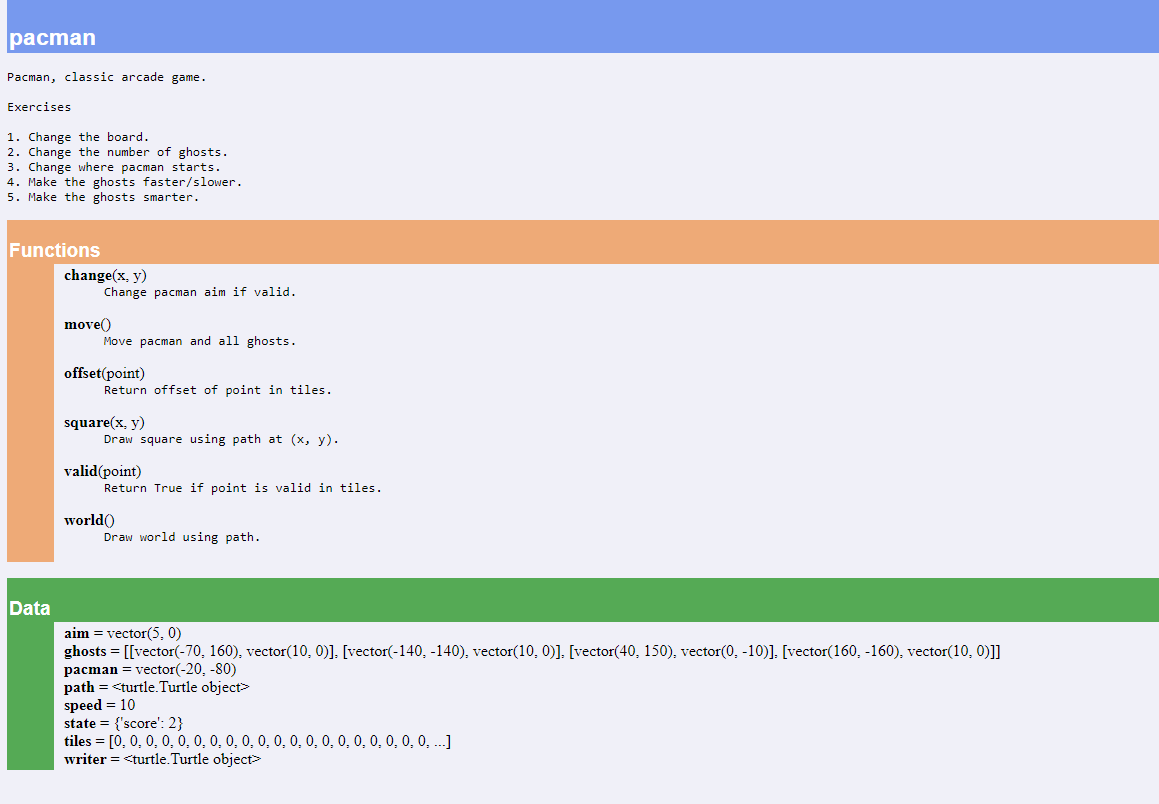 pacman
Pacman, classic arcade game.
Exercises
1. Change the board.
2. Change the number of ghosts.
3. Change where pacman starts.
4. Make the ghosts faster/slower.
5. Make the ghosts smarter.
Functions
change(x, y)
Change pacman aim if valid.
move()
Move pacman and all ghosts.
offset(point)
Return offset of point in tiles.
square(x, y)
Draw square using path at (x, y).
valid(point)
Return True if point is valid in tiles.
world()
Draw world using path.
Data
aim = vector(5, 0)
ghosts = [[vector(-70, 160), vector(10, 0)], [vector(-140, -140), vector(10, 0)], [vector(40, 150), vector(0, -10)], [vector(160, -160), vector(10, 0)]]
pacman = vector(-20, -80)
path = <turtle.Turtle object>
speed = 10
state = {'score': 2}
tiles = [0, 0, 0, 0, 0, 0, 0, 0, 0, 0, 0, 0, 0, 0, 0, 0, 0, 0, 0, 0, ...]
writer = <turtle.Turtle object>